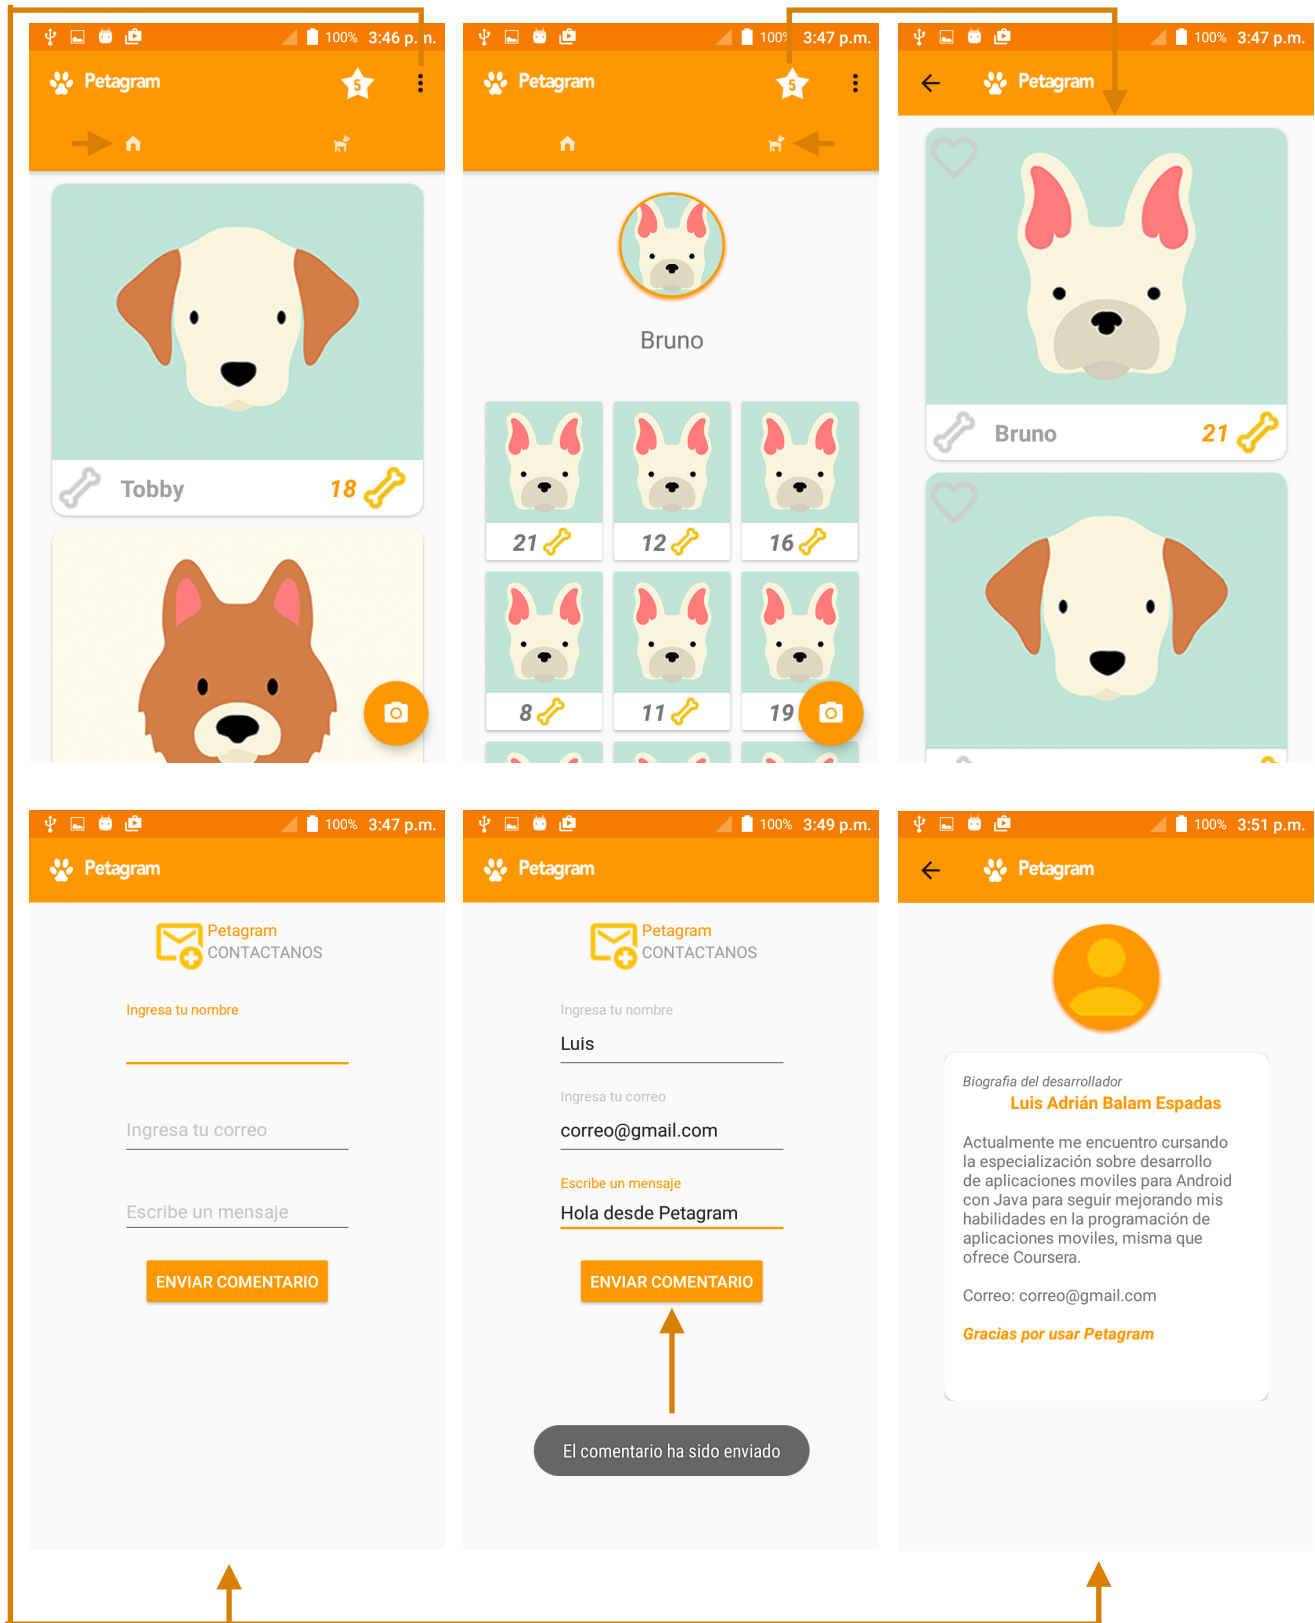 100% 3:46 p.m.
Petagram
5
Tobby
18
100% 3:47 p.m.
Petagram
5
Bruno
21
12
16
8
11
19
100% 3:47 p.m.
Petagram
Bruno
21
100% 3:47 p.m.
Petagram
Petagram
CONTACTANOS
Ingresa tu nombre
Ingresa tu correo
Escribe un mensaje
ENVIAR COMENTARIO
100% 3:49 p.m.
Petagram
Petagram
CONTACTANOS
Ingresa tu nombre
Luis
Ingresa tu correo
correo@gmail.com
Escribe un mensaje
Hola desde Petagram
ENVIAR COMENTARIO
El comentario ha sido enviado
100% 3:51 p.m.
Petagram
Biografia del desarrollador
Luis Adrián Balam Espadas
Actualmente me encuentro cursando
la especialización sobre desarrollo
de aplicaciones moviles para Android
con Java para seguir mejorando mis
habilidades en la programación de
aplicaciones moviles, misma que
ofrece Coursera.
Correo: correo@gmail.com
Gracias por usar Petagram